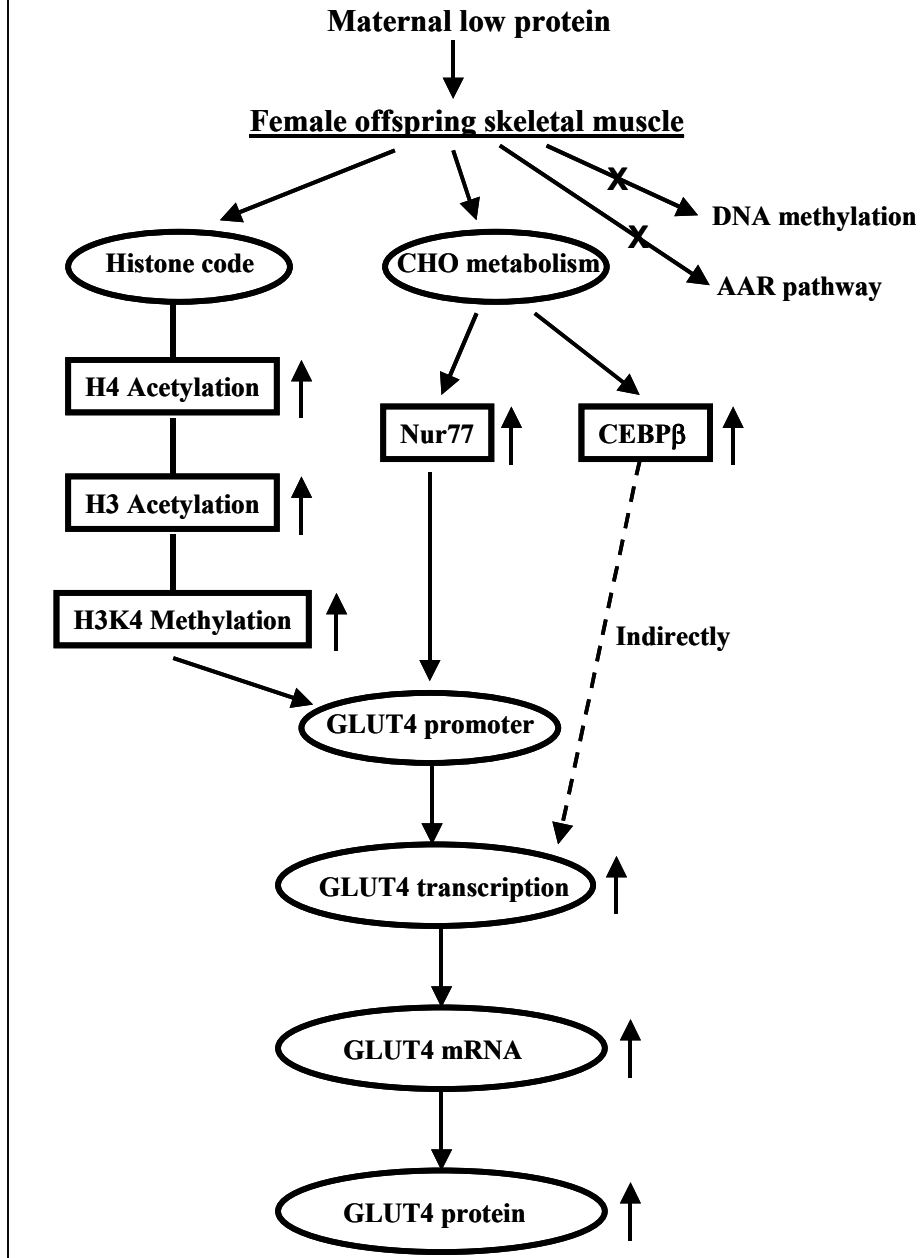 Maternal low protein
Female offspring skeletal muscle
DNA methylation
Histone code
CHO metabolism
AAR pathway
H4 Acetylation
Nur77
CEBPβ
H3 Acetylation
H3K4 Methylation
Indirectly
GLUT4 promoter
GLUT4 transcription
GLUT4 mRNA
GLUT4 protein